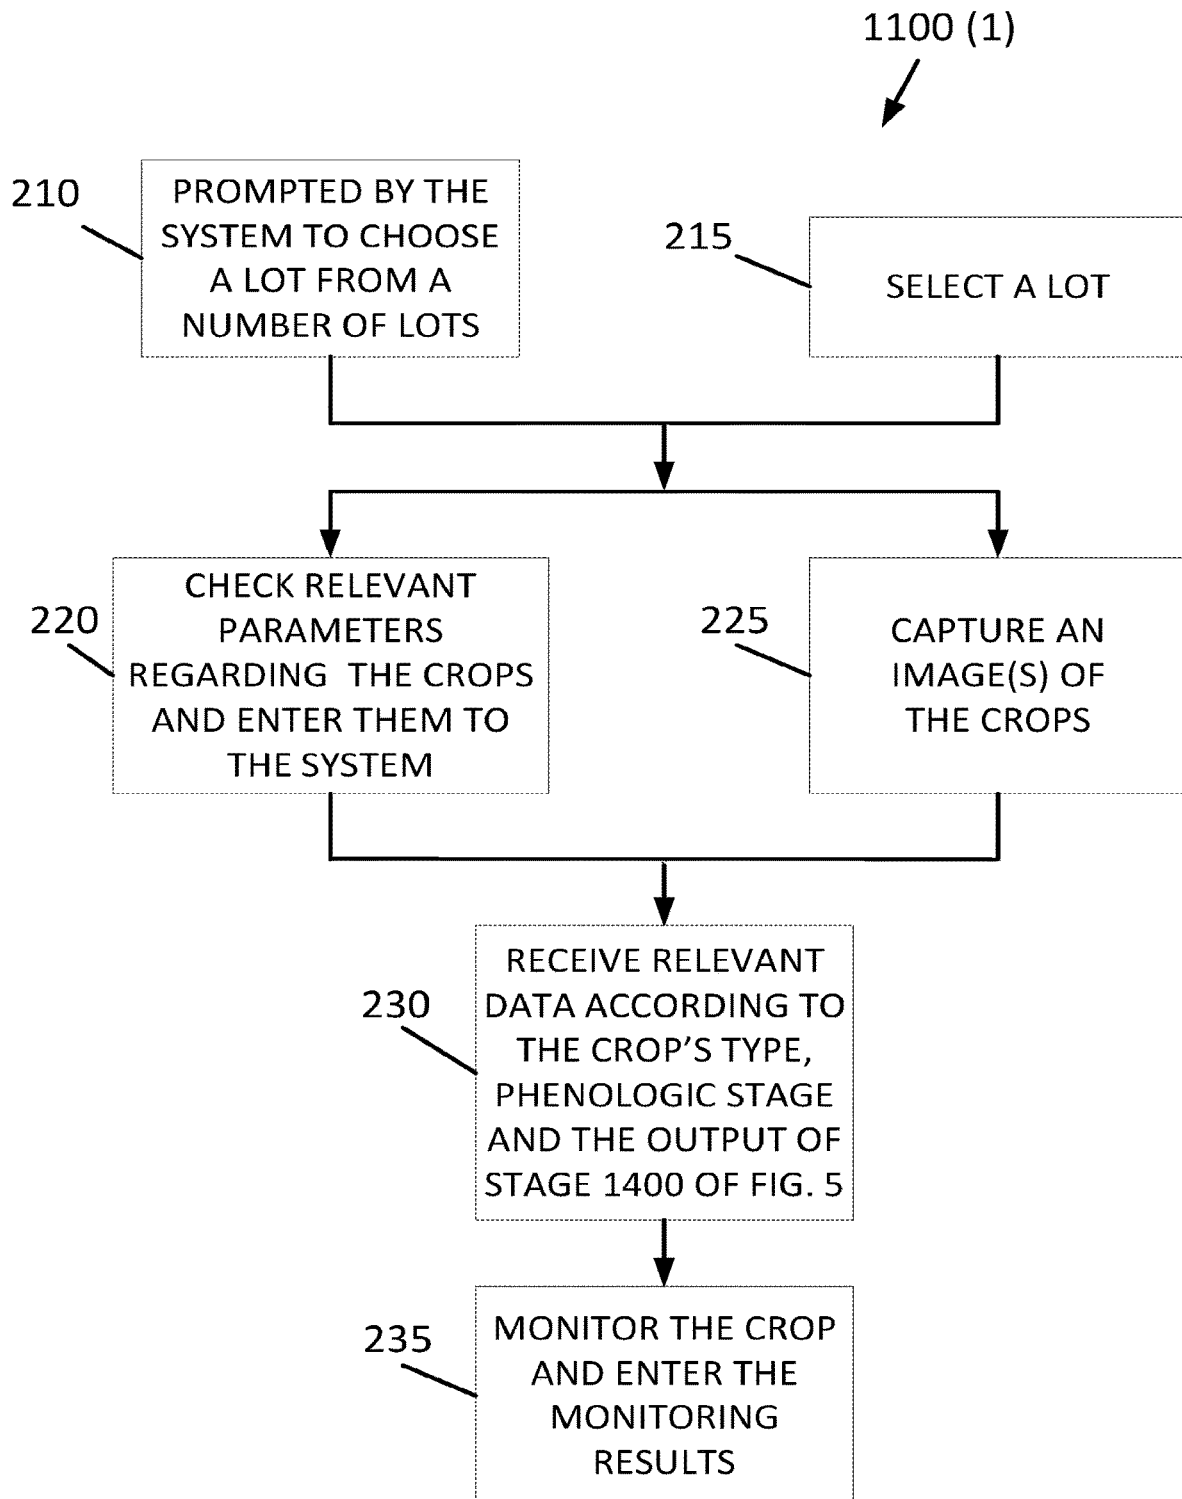 1100 (1)
210
PROMPTED BY THE
SYSTEM TO CHOOSE
A LOT FROM A
NUMBER OF LOTS
215
SELECT A LOT
220
CHECK RELEVANT
PARAMETERS
REGARDING THE CROPS
AND ENTER THEM TO
THE SYSTEM
225
CAPTURE AN
IMAGE(S) OF
THE CROPS
230
RECEIVE RELEVANT
DATA ACCORDING TO
THE CROP’S TYPE,
PHENOLOGIC STAGE
AND THE OUTPUT OF
STAGE 1400 OF FIG. 5
235
MONITOR THE CROP
AND ENTER THE
MONITORING
RESULTS